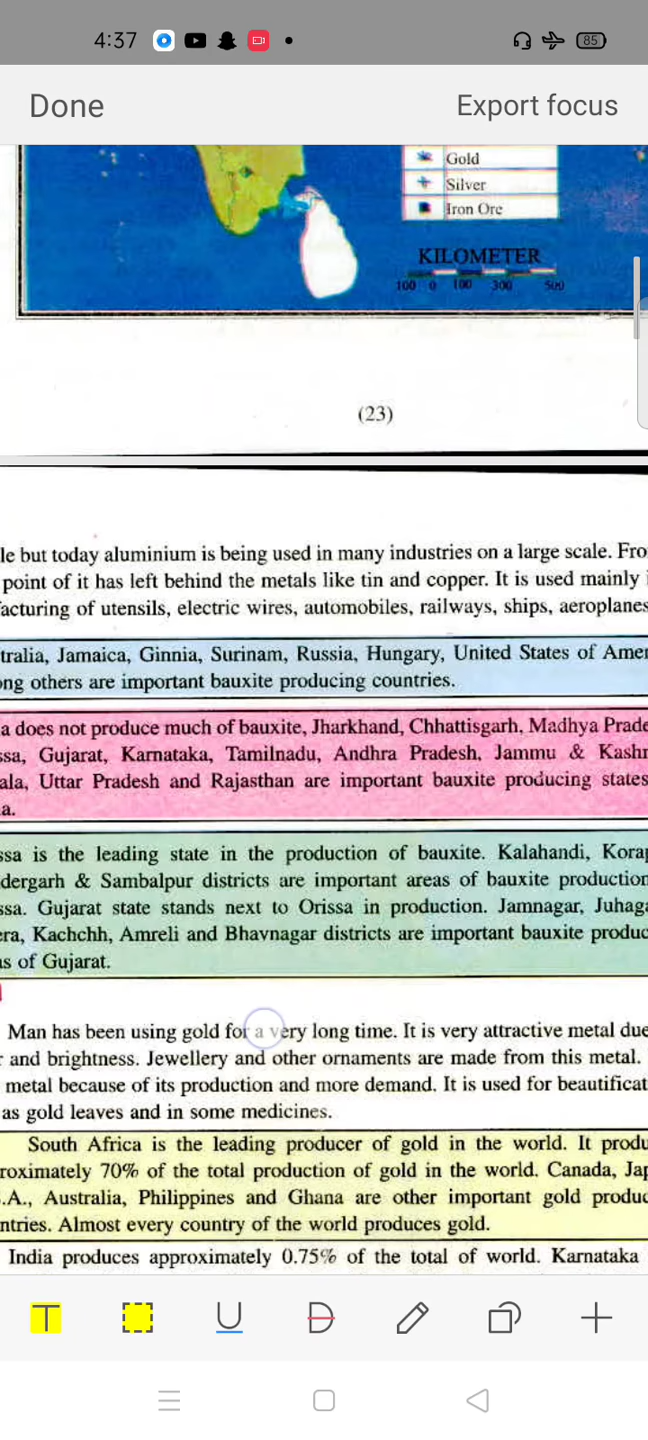 4:37
85
Done
Export focus
Gold
Silver
Iron Ore
KILOMETER
100 0 100 300 500
(23)
le but today aluminium is being used in many industries on a large scale. Fro
point of it has left behind the metals like tin and copper. It is used mainly i
facturing of utensils, electric wires, automobiles, railways, ships, aeroplanes
tralia, Jamaica, Ginnia, Surinam, Russia, Hungary, United States of Amer
ong others are important bauxite producing countries.
a does not produce much of bauxite, Jharkhand, Chhattisgarh, Madhya Prade
ssa, Gujarat, Karnataka, Tamilnadu, Andhra Pradesh, Jammu & Kashm
ala, Uttar Pradesh and Rajasthan are important bauxite producing states
a.
ssa is the leading state in the production of bauxite. Kalahandi, Korap
dergarh & Sambalpur districts are important areas of bauxite production
ssa. Gujarat state stands next to Orissa in production. Jamnagar, Juhaga
era, Kachchh, Amreli and Bhavnagar districts are important bauxite produc
as of Gujarat.
Man has been using gold for a very long time. It is very attractive metal due
r and brightness. Jewellery and other ornaments are made from this metal.
metal because of its production and more demand. It is used for beautificat
as gold leaves and in some medicines.
South Africa is the leading producer of gold in the world. It produ
roximately 70% of the total production of gold in the world. Canada, Jap
.A., Australia, Philippines and Ghana are other important gold produc
ntries. Almost every country of the world produces gold.
India produces approximately 0.75% of the total of world. Karnataka
T
U
D